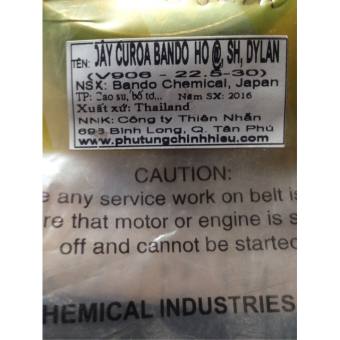 TÊN: DÂY CUROA BANDO HO @, SH, DYLAN
(V906 - 22.5-30)
NSX: Bando Chemical, Japan
TP: Cao su, bố tơ... Năm SX: 2016
Xuất xứ: Thailand
NNK: Công ty Thiên Nhẫn
693 Bình Long, Q. Tân Phú
www.phutungchinhhieu.com
CAUTION:
e any service work on belt is
re that motor or engine is s
off and cannot be started
HEMICAL INDUSTRIES